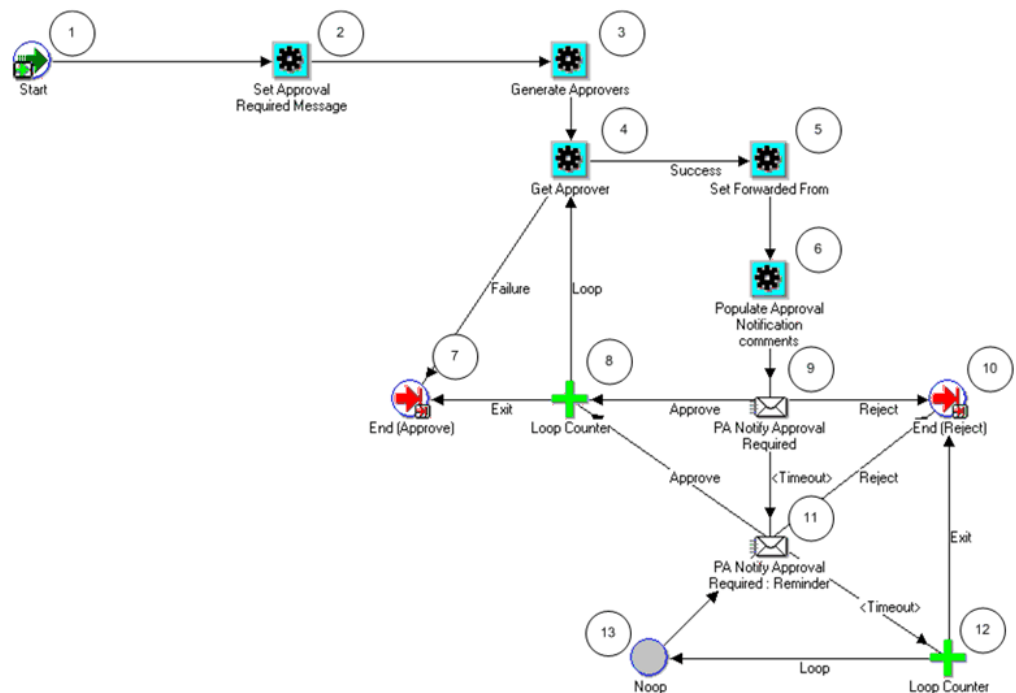 1
2
3
Start
Set Approval
Required Message
Generate Approvers
4
5
Success
Get Approver
Set Forwarded From
6
Failure
Loop
Populate Approval
Notification
comments
7
8
9
10
Exit
Approve
Reject
End (Approve)
Loop Counter
PA Notify Approval
Required
End (Reject)
Approve
<Timeout>
Reject
11
Exit
PA Notify Approval
Required : Reminder
<Timeout>
13
12
Loop
Noop
Loop Counter